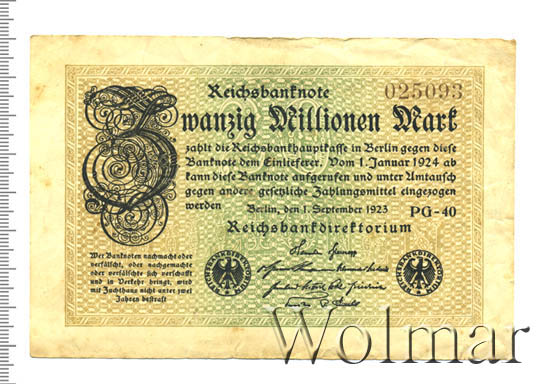 Reichsbanknote
025093
Zwanzig Millionen Mark
zahlt die Reichsbankhauptkasse in Berlin gegen diese
Banknote dem Einlieferer. Vom 1. Januar 1924 ab
kann diese Banknote aufgerufen und unter Umtausch
gegen andere gesetzliche Zahlungsmittel eingezogen
werden
Berlin, den 1. September 1923
PG-40
Reichsbankdirektorium
Wer Banknoten nachmacht oder
verfälscht, oder nachgemachte
oder verfälschte sich verschafft
und in Verkehr bringt, wird
mit Zuchthaus nicht unter zwei
Jahren bestraft
REICHSBANKDIREKTORIUM
REICHSBANKDIREKTORIUM
Wolmar